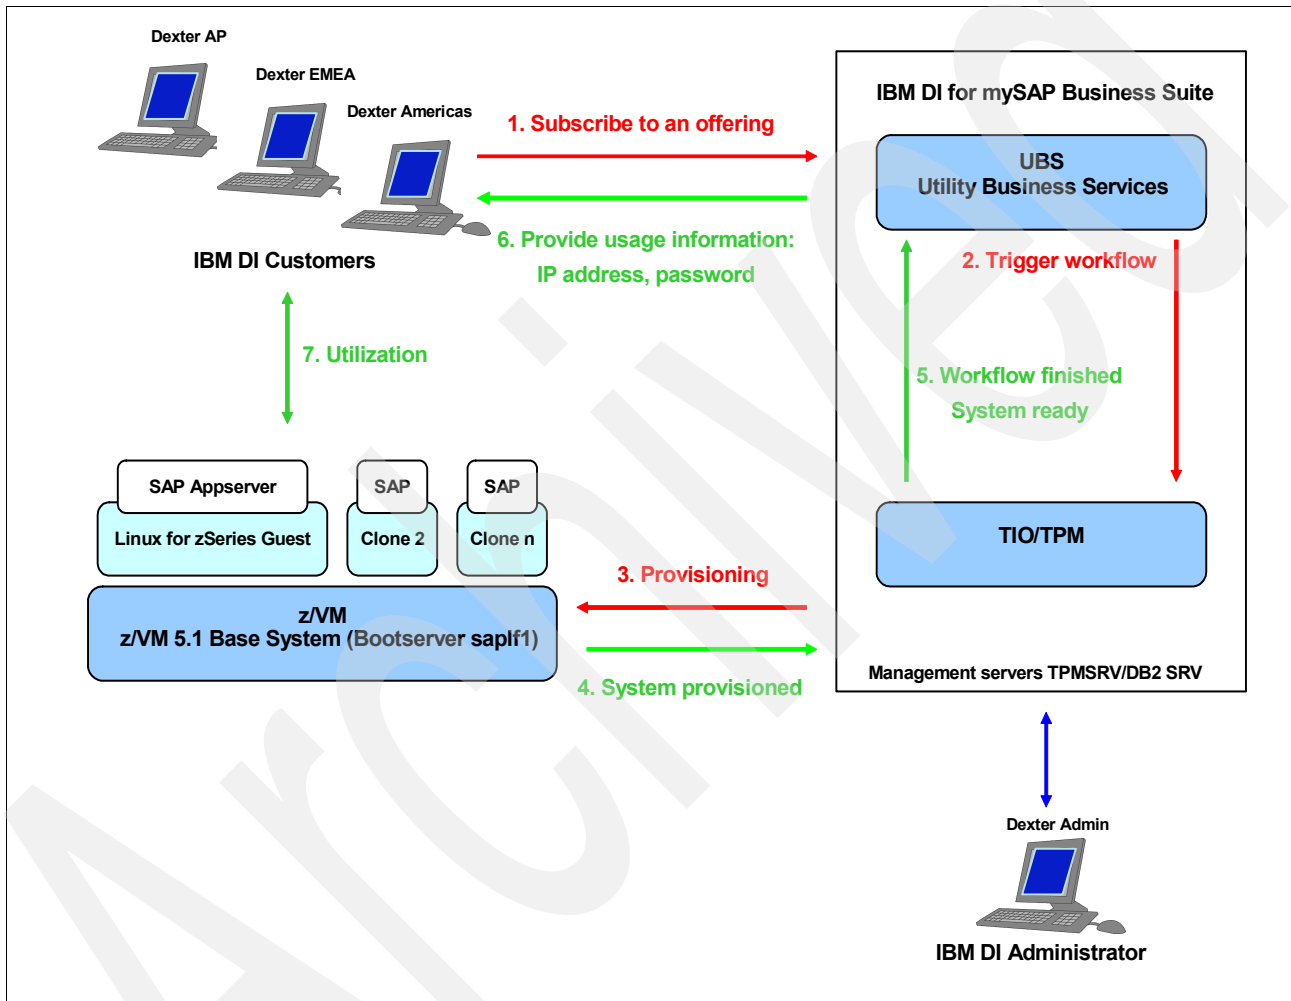 Dexter AP
Dexter EMEA
Dexter Americas
IBM DI Customers
1. Subscribe to an offering
6. Provide usage information:
IP address, password
7. Utilization
IBM DI for mySAP Business Suite
UBS
Utility Business Services
2. Trigger workflow
5. Workflow finished
System ready
TIO/TPM
Management servers TPMSRV/DB2 SRV
SAP Appserver
SAP
SAP
Linux for zSeries Guest
Clone 2
Clone n
z/VM
z/VM 5.1 Base System (Bootserver saplf1)
3. Provisioning
4. System provisioned
Dexter Admin
IBM DI Administrator
Archived